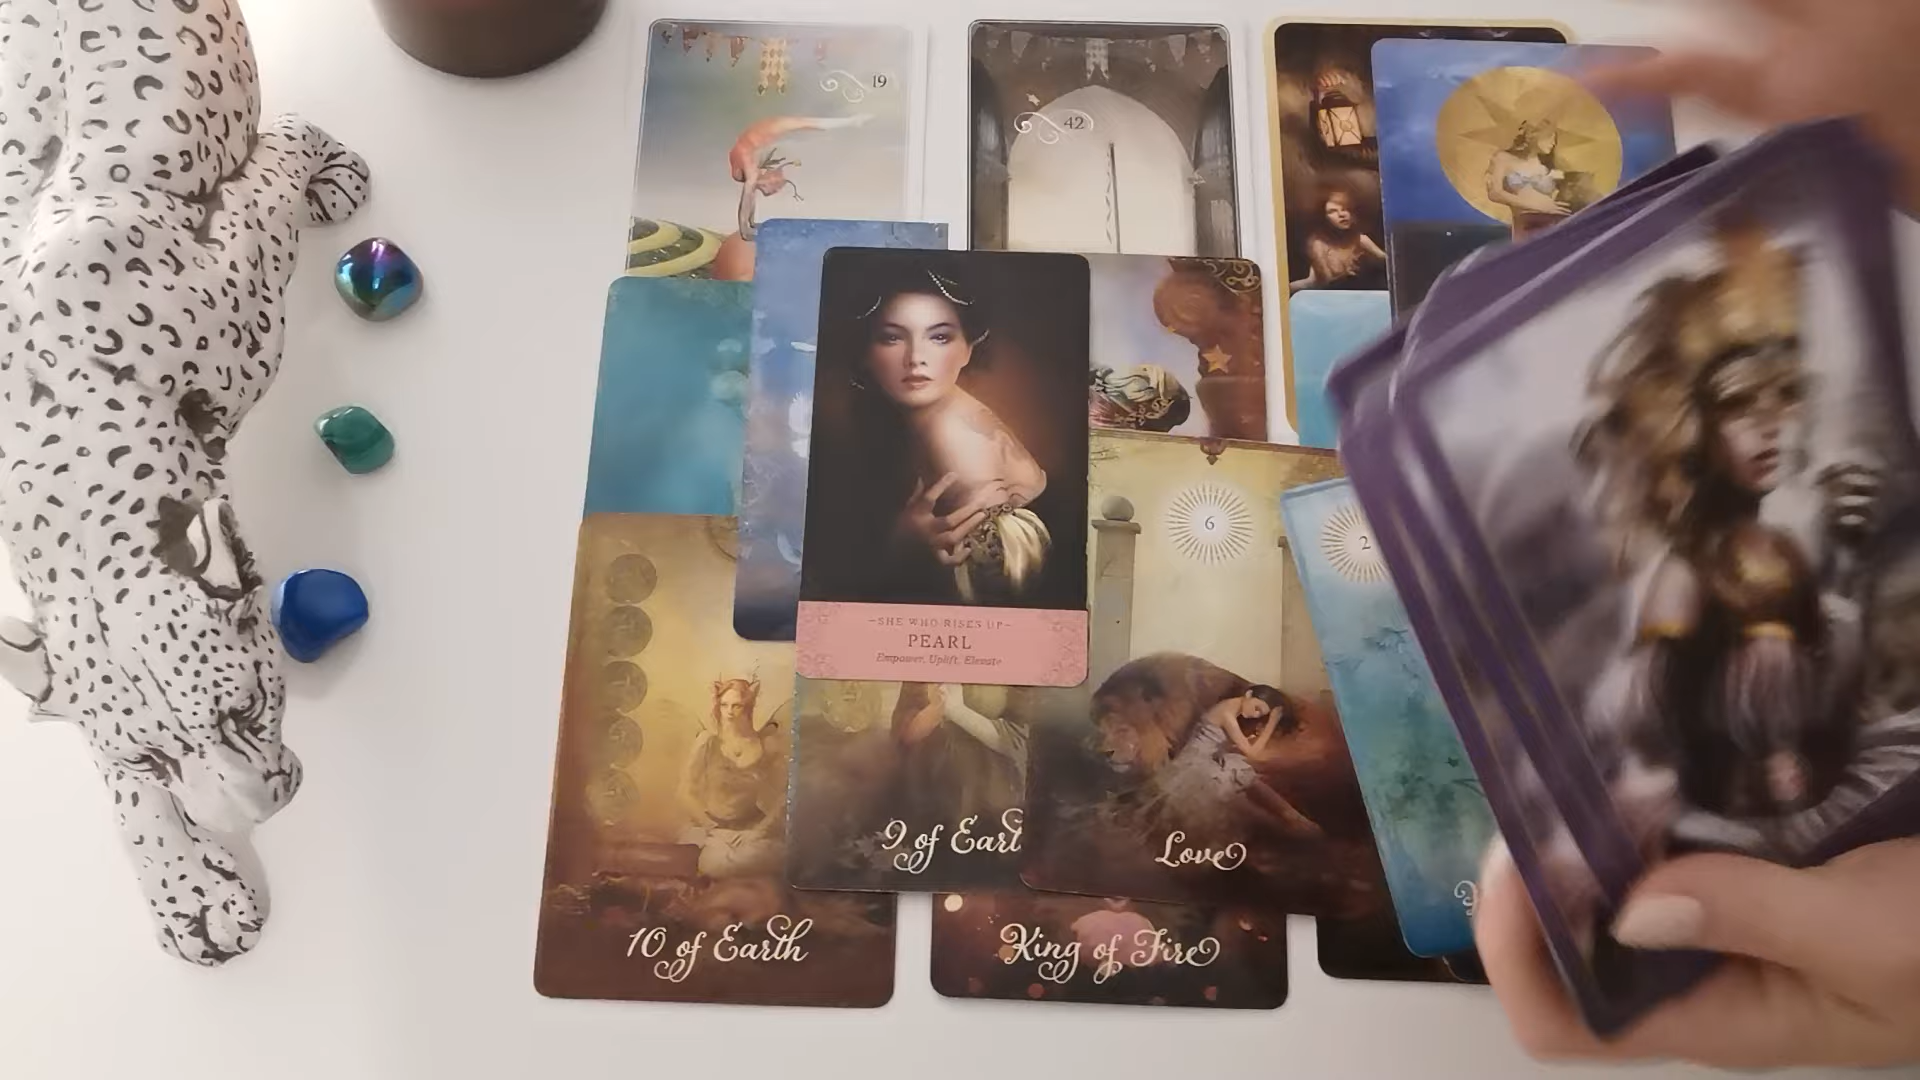 19
42
6
2
~SHE WHO RISES UP~
PEARL
Empower, Uplift, Elevate
9 of Eart
Love
10 of Earth
King of Fire